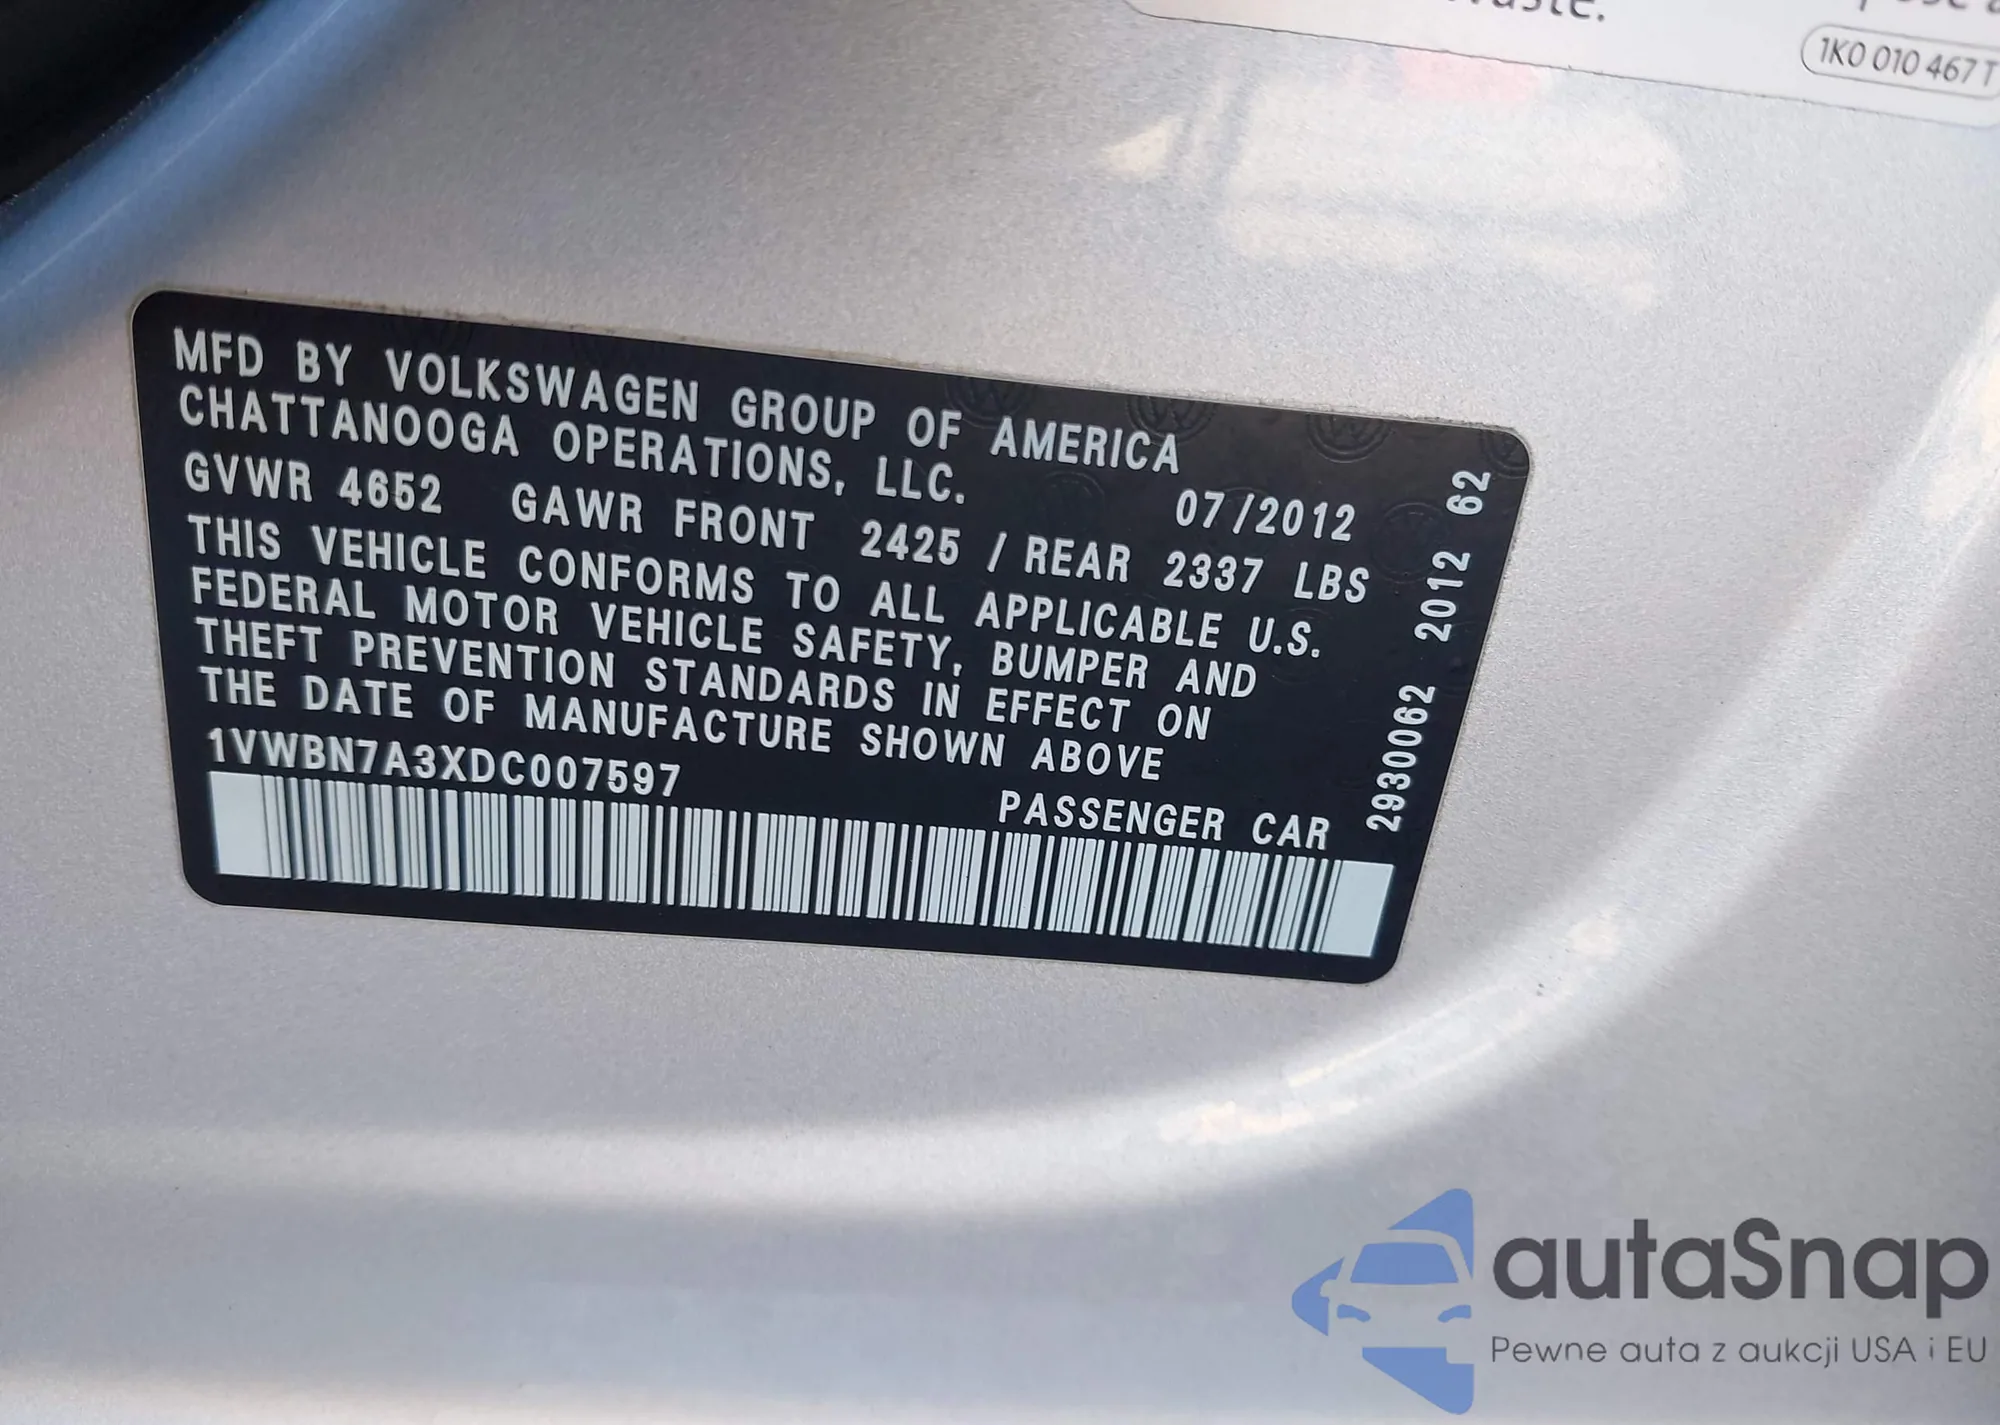 1K0 010 467T
MFD BY VOLKSWAGEN GROUP OF AMERICA
CHATTANOOGA OPERATIONS, LLC.
07/2012
GVWR 4652 GAWR FRONT 2425 / REAR 2337 LBS
THIS VEHICLE CONFORMS TO ALL APPLICABLE U.S.
FEDERAL MOTOR VEHICLE SAFETY, BUMPER AND
THEFT PREVENTION STANDARDS IN EFFECT ON
THE DATE OF MANUFACTURE SHOWN ABOVE
1VWBN7A3XDC007597
PASSENGER CAR
2930062 2012 62
autaSnap
Pewne auta z aukcji USA i EU